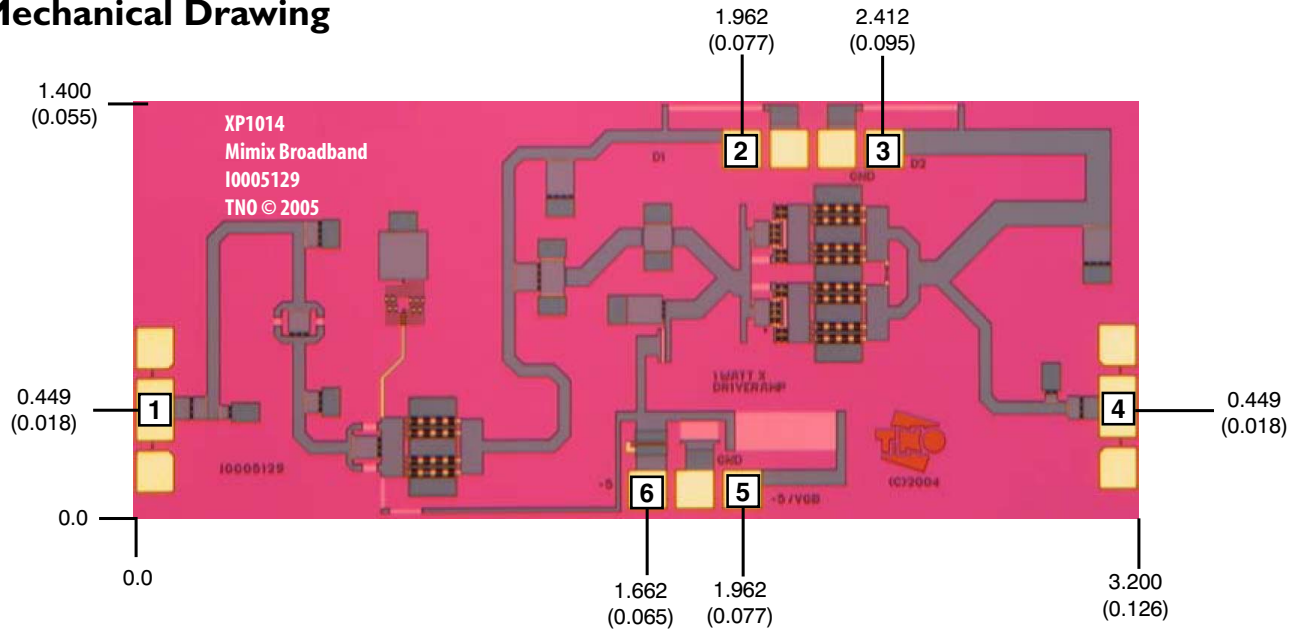 Mechanical Drawing
1.962
(0.077)
2.412
(0.095)
1.400
(0.055)
XP1014
Mimix Broadband
I0005129
TNO © 2005
2
3
D1
D2
GND
1 WATT X
DRIVERAMP
0.449
(0.018)
1
4
0.449
(0.018)
TNO
(C)2004
I0005129
GND
-5
6
5
-5/VGB
0.0
0.0
1.662
(0.065)
1.962
(0.077)
3.200
(0.126)